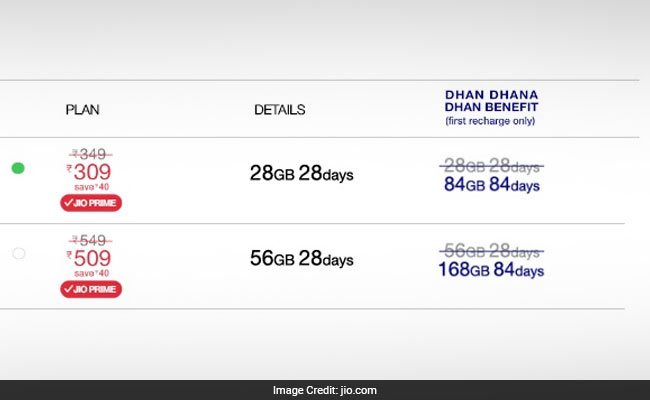 PLAN DETAILS DHAN DHANA
DHAN BENEFIT
(first recharge only)
₹349
₹309
save ₹40
JIO PRIME
28GB 28days
28GB 28days
84GB 84days
₹549
₹509
save ₹40
JIO PRIME
56GB 28days
56GB 28days
168GB 84days
Image Credit: jio.com